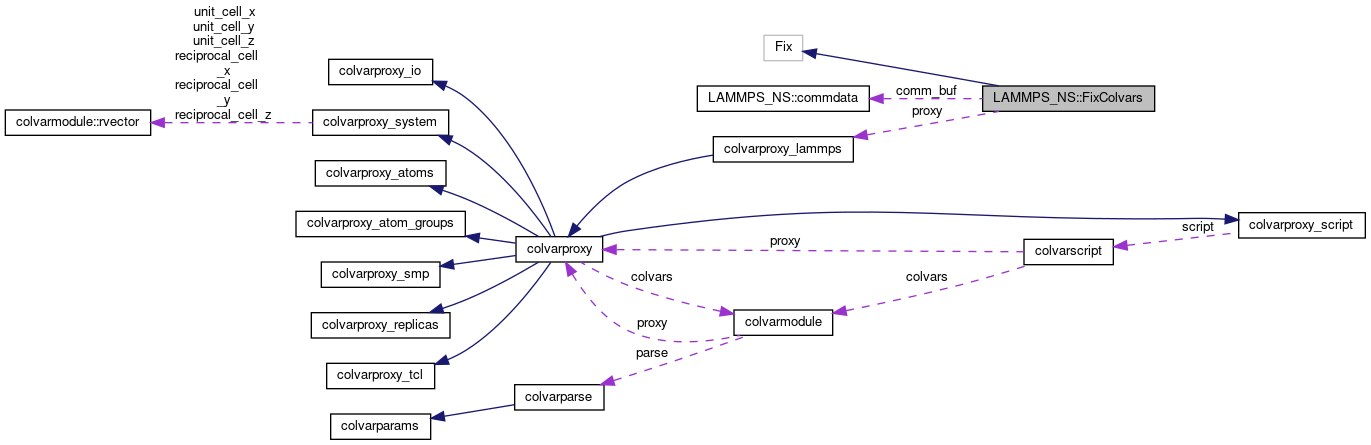 unit_cell_x
unit_cell_y
unit_cell_z
reciprocal_cell
_x
reciprocal_cell
_y
reciprocal_cell_z
colvarmodule::rvector
colvarproxy_io
colvarproxy_system
colvarproxy_atoms
colvarproxy_atom_groups
colvarproxy_smp
colvarproxy_replicas
colvarproxy_tcl
colvarparams
colvarproxy
colvarparse
colvars
proxy
parse
proxy
Fix
LAMMPS_NS::commdata
colvarproxy_lammps
colvarmodule
comm_buf
proxy
colvars
LAMMPS_NS::FixColvars
colvarscript
script
colvarproxy_script